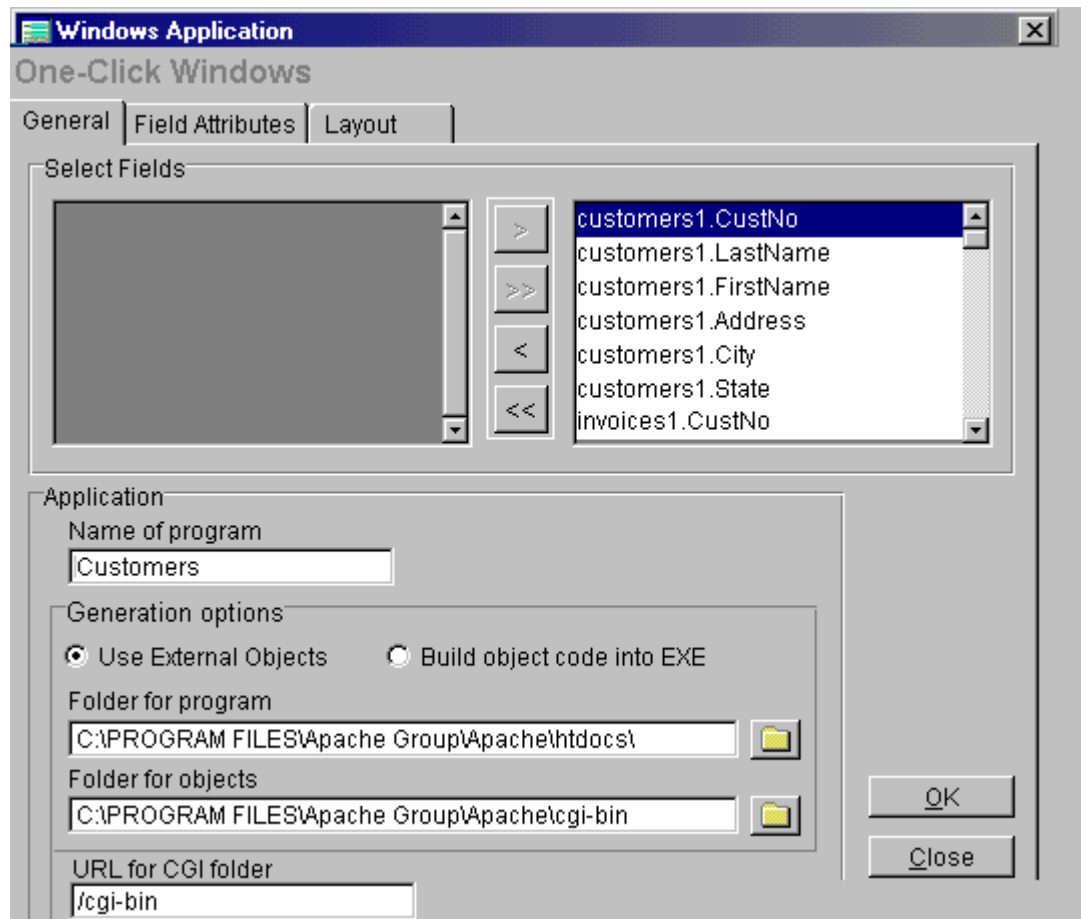 Windows Application
One-Click Windows
General Field Attributes Layout
Select Fields
>
>>
<
<<
customers1.CustNo
customers1.LastName
customers1.FirstName
customers1.Address
customers1.City
customers1.State
invoices1.CustNo
Application
Name of program
Customers
Generation options
Use External Objects Build object code into EXE
Folder for program
C:\PROGRAM FILES\Apache Group\Apache\htdocs\
Folder for objects
C:\PROGRAM FILES\Apache Group\Apache\cgi-bin
URL for CGI folder
/cgi-bin
OK
Close